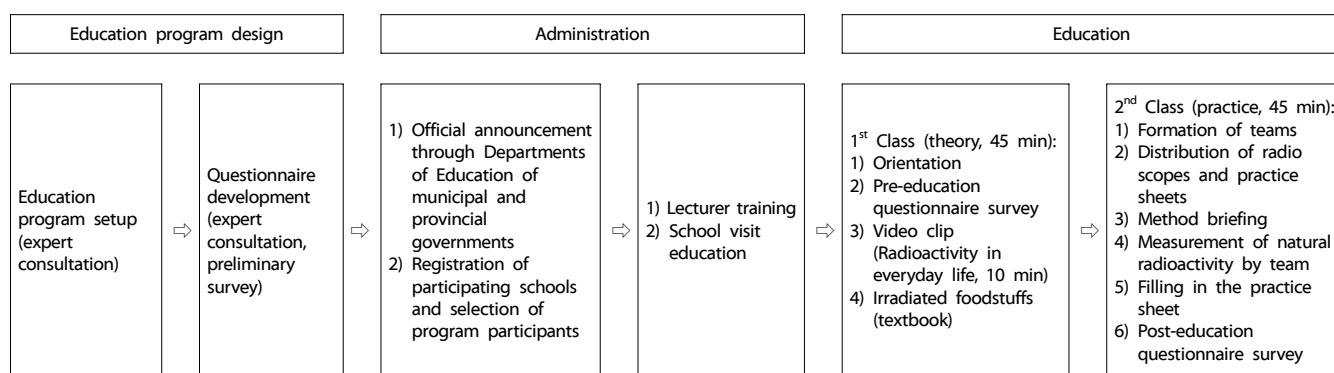 Education program design
Administration
Education
Education
program setup
(expert
consultation)
⇨
Questionnaire
development
(expert
consultation,
preliminary
survey)
⇨
1) Official announcement
through Departments
of Education of
municipal and
provincial
governments
2) Registration of
participating schools
and selection of
program participants
⇨
1) Lecturer training
2) School visit
education
⇨
1st Class (theory, 45 min):
1) Orientation
2) Pre-education
questionnaire survey
3) Video clip
(Radioactivity in
everyday life, 10 min)
4) Irradiated foodstuffs
(textbook)
⇨
2nd Class (practice, 45 min):
1) Formation of teams
2) Distribution of radio
scopes and practice
sheets
3) Method briefing
4) Measurement of natural
radioactivity by team
5) Filling in the practice
sheet
6) Post-education
questionnaire survey